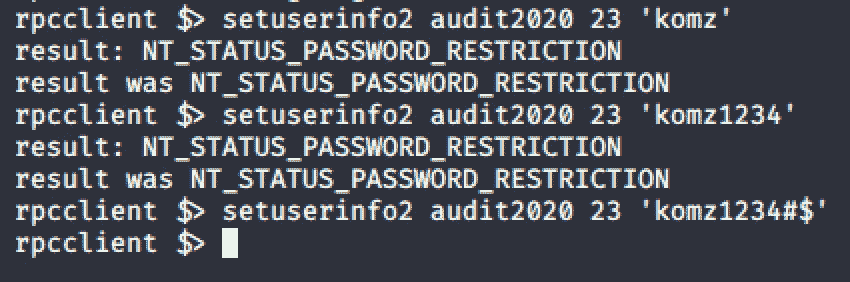 rpcclient $> setuserinfo2 audit2020 23 'komz'
result: NT_STATUS_PASSWORD_RESTRICTION
result was NT_STATUS_PASSWORD_RESTRICTION
rpcclient $> setuserinfo2 audit2020 23 'komz1234'
result: NT_STATUS_PASSWORD_RESTRICTION
result was NT_STATUS_PASSWORD_RESTRICTION
rpcclient $> setuserinfo2 audit2020 23 'komz1234#$'
rpcclient $>